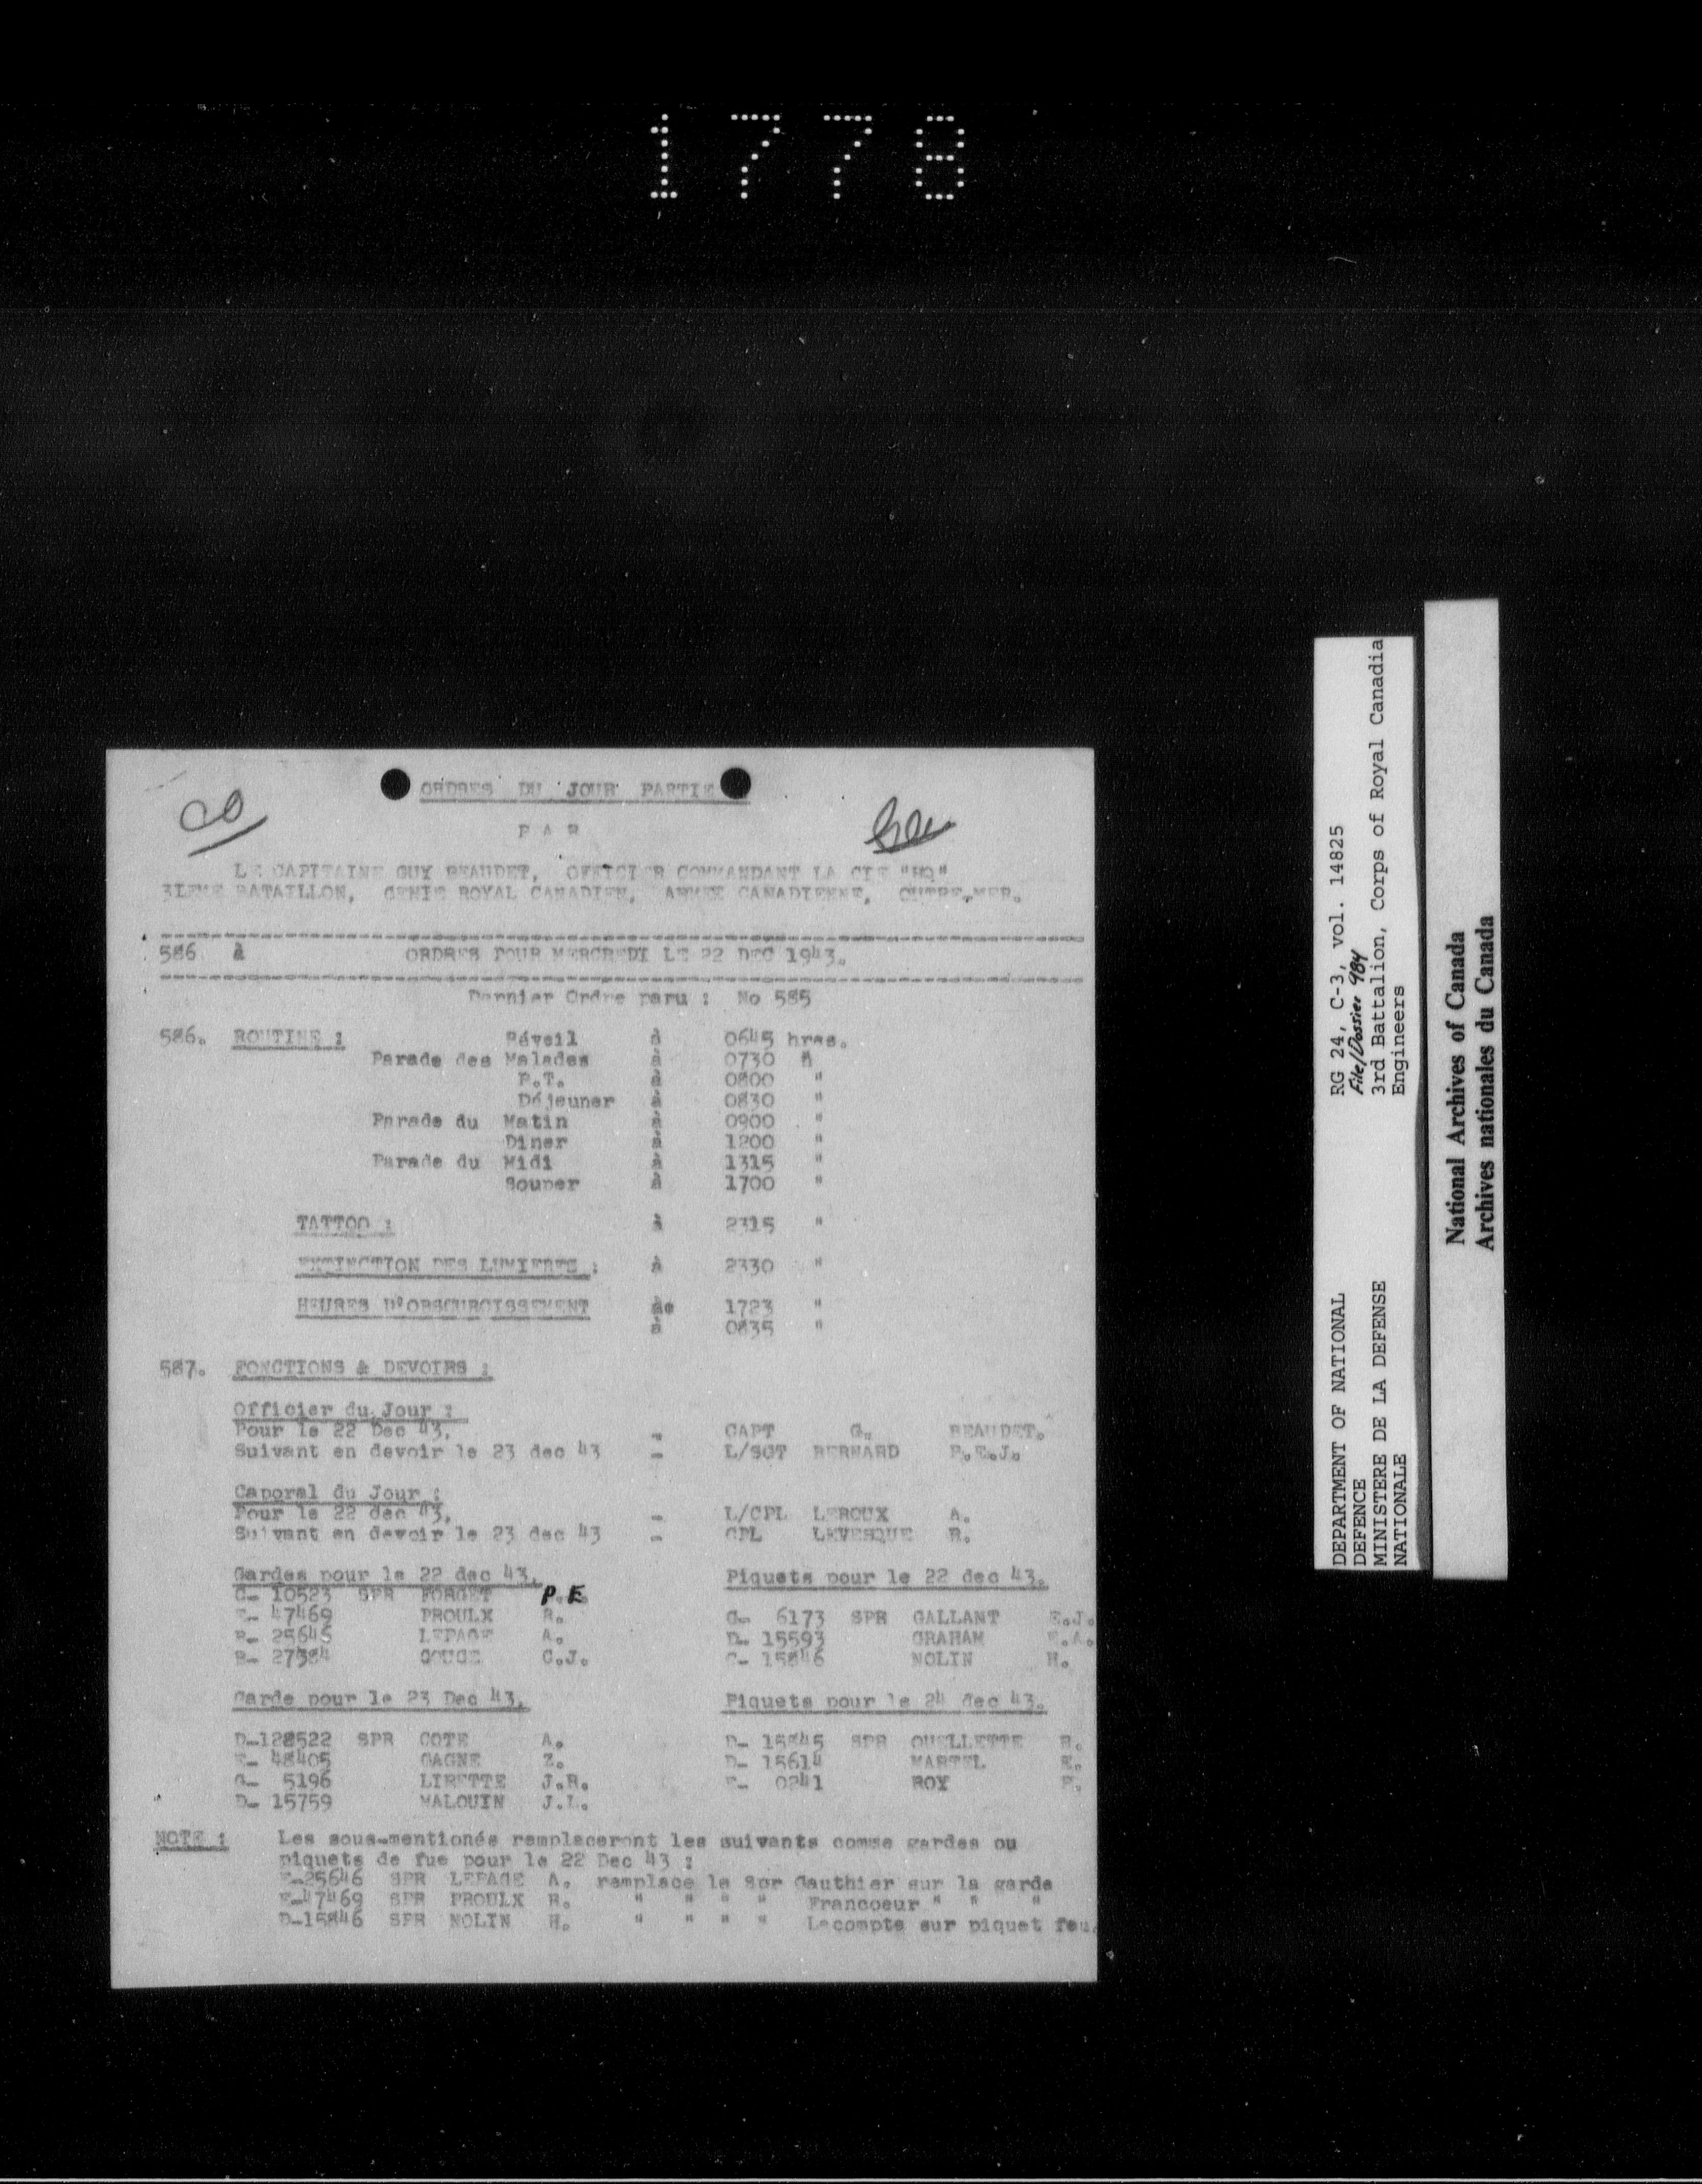 1778
ORDRES DU JOUR PARTIE
PAR
LE CAPITAINE GUY BEAUDET, OFFICIER COMMANDANT LA CIE "HQ"
3IEME BATAILLON, GENIE ROYAL CANADIEN, ARMEE CANADIENNE, OUTRE-MER.
586 à ORDRES POUR MERCREDI LE 22 DEC 1943.
Dernier Ordre paru : No 585
586. ROUTINE : Réveil à 0645 hres.
Parade des Malades à 0730 "
P.T. à 0800 "
Déjeuner à 0830 "
Parade du Matin à 0900 "
Diner à 1200 "
Parade du Midi à 1315 "
Souper à 1700 "
TATTOO : à 2315 "
EXTINCTION DES LUMIERES : à 2330 "
HEURES D'OBSCURCISSEMENT de 1723 "
à 0835 "
587. FONCTIONS & DEVOIRS :
Officier du Jour :
Pour le 22 Dec 43. - CAPT G. BEAUDET.
Suivant en devoir le 23 dec 43 - L/SGT BERNARD P.E.J.
Caporal du Jour :
Pour le 22 dec 43. - L/CPL LEROUX A.
Suivant en devoir le 23 dec 43 - CPL LEVESQUE R.
Gardes pour le 22 dec 43. Piquets pour le 22 dec 43.
C- 10523 SPR FORGET P.E
E- 47469 PROULX R. G- 6173 SPR GALLANT E.J.
E- 25646 LEPAGE A. D- 15593 GRAHAM E.A.
B- 27384 GOUGE C.J. 15846 NOLIN H.
Garde pour le 23 Dec 43. Piquets pour le 24 dec 43.
D-128522 SPR COTE A. D- 15845 SPR OUELLETTE R.
E- 48405 GAGNE Z. D- 15614 MARTEL E.
G- 5196 LIRETTE J.R. 0241 ROY
D- 15759 MALOUIN J.L.
NOTE : Les sous-mentionés remplaceront les suivants comme gardes ou
piquets de fue pour le 22 Dec 43 :
E-25646 SPR LEPAGE A. remplace le Spr Gauthier sur la garde
E-47469 SPR PROULX R. " " " " Francoeur " " "
D-15846 SPR NOLIN H. " " " " Lecompte sur piquet feu.
DEPARTMENT OF NATIONAL DEFENCE
MINISTERE DE LA DEFENSE NATIONALE
RG 24, C-3, vol. 14825
File/Dossier 984
3rd Battalion, Corps of Royal Canadia
Engineers
National Archives of Canada
Archives nationales du Canada